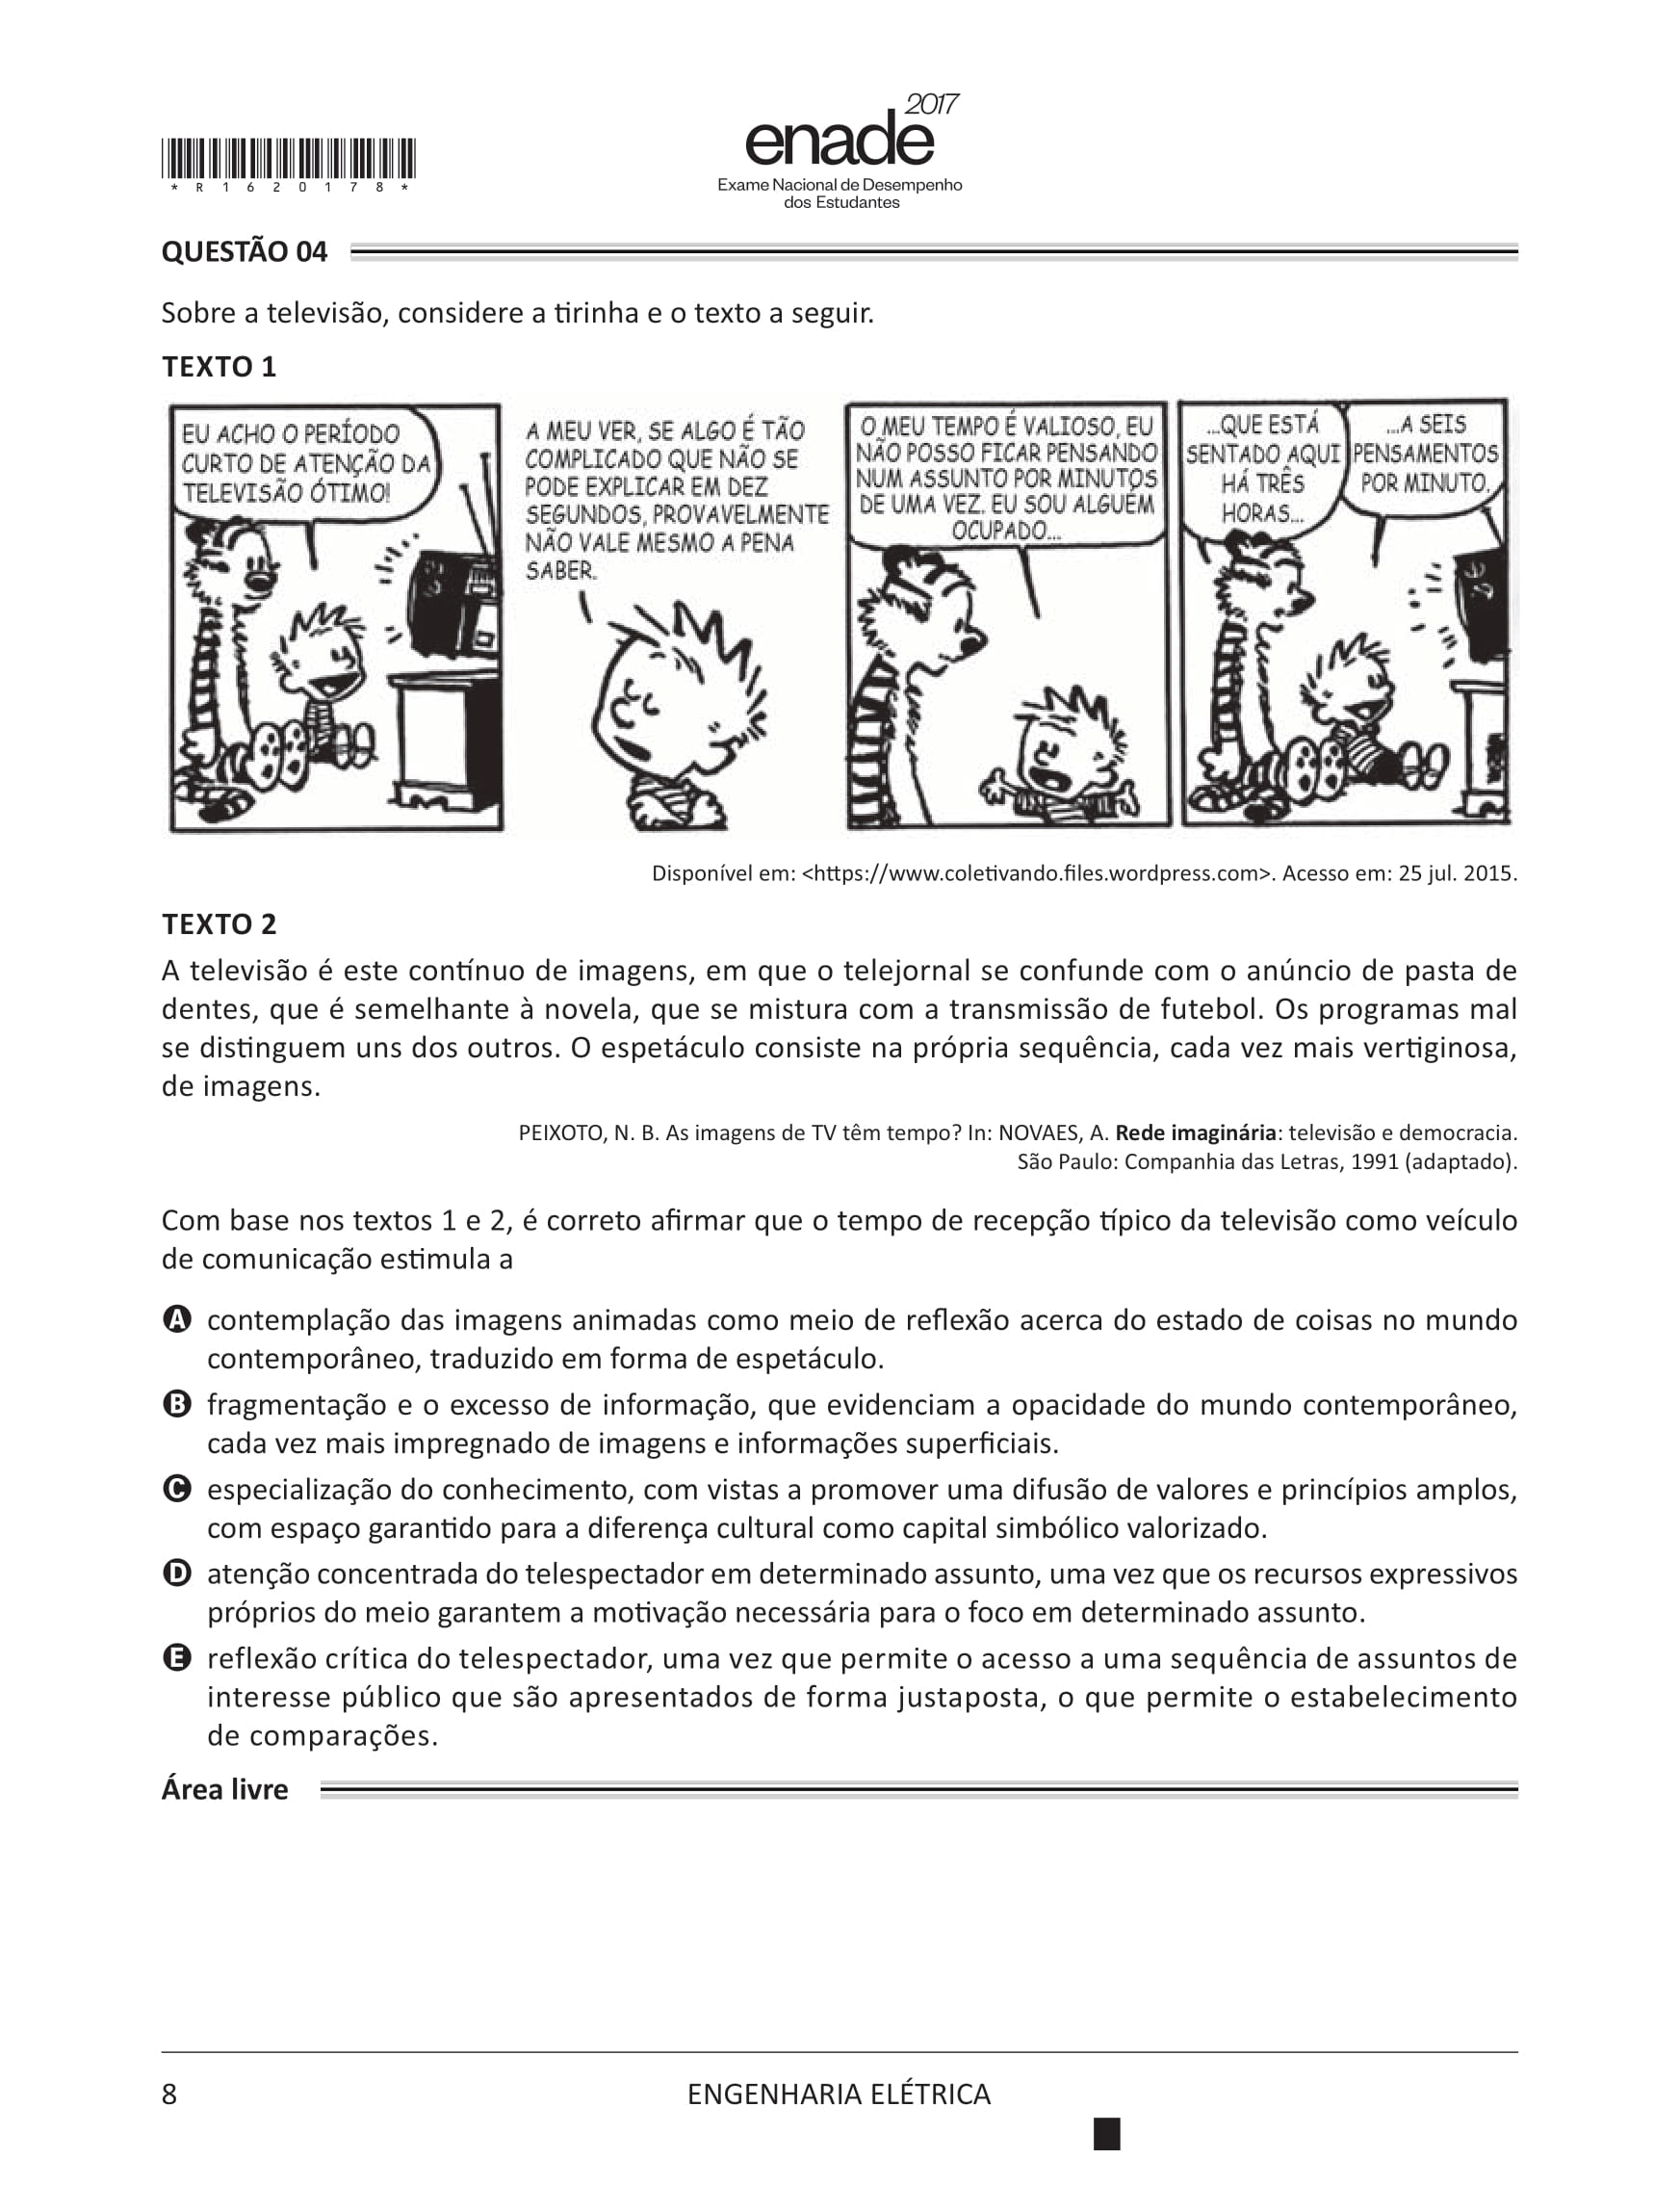 2017
enade
Exame Nacional de Desempenho
dos Estudantes
* R 1 6 2 0 1 7 8 *
QUESTÃO 04
Sobre a televisão, considere a tirinha e o texto a seguir.
TEXTO 1
EU ACHO O PERÍODO
CURTO DE ATENÇÃO DA
TELEVISÃO ÓTIMO!
A MEU VER, SE ALGO É TÃO
COMPLICADO QUE NÃO SE
PODE EXPLICAR EM DEZ
SEGUNDOS, PROVAVELMENTE
NÃO VALE MESMO A PENA
SABER.
O MEU TEMPO É VALIOSO, EU
NÃO POSSO FICAR PENSANDO
NUM ASSUNTO POR MINUTOS
DE UMA VEZ. EU SOU ALGUÉM
OCUPADO...
...QUE ESTÁ
SENTADO AQUI
HÁ TRÊS
HORAS...
...A SEIS
PENSAMENTOS
POR MINUTO.
Disponível em: <https://www.coletivando.files.wordpress.com>. Acesso em: 25 jul. 2015.
TEXTO 2
A televisão é este contínuo de imagens, em que o telejornal se confunde com o anúncio de pasta de
dentes, que é semelhante à novela, que se mistura com a transmissão de futebol. Os programas mal
se distinguem uns dos outros. O espetáculo consiste na própria sequência, cada vez mais vertiginosa,
de imagens.
PEIXOTO, N. B. As imagens de TV têm tempo? In: NOVAES, A. Rede imaginária: televisão e democracia.
São Paulo: Companhia das Letras, 1991 (adaptado).
Com base nos textos 1 e 2, é correto afirmar que o tempo de recepção típico da televisão como veículo
de comunicação estimula a
A contemplação das imagens animadas como meio de reflexão acerca do estado de coisas no mundo
contemporâneo, traduzido em forma de espetáculo.
B fragmentação e o excesso de informação, que evidenciam a opacidade do mundo contemporâneo,
cada vez mais impregnado de imagens e informações superficiais.
C especialização do conhecimento, com vistas a promover uma difusão de valores e princípios amplos,
com espaço garantido para a diferença cultural como capital simbólico valorizado.
D atenção concentrada do telespectador em determinado assunto, uma vez que os recursos expressivos
próprios do meio garantem a motivação necessária para o foco em determinado assunto.
E reflexão crítica do telespectador, uma vez que permite o acesso a uma sequência de assuntos de
interesse público que são apresentados de forma justaposta, o que permite o estabelecimento
de comparações.
Área livre
8
ENGENHARIA ELÉTRICA